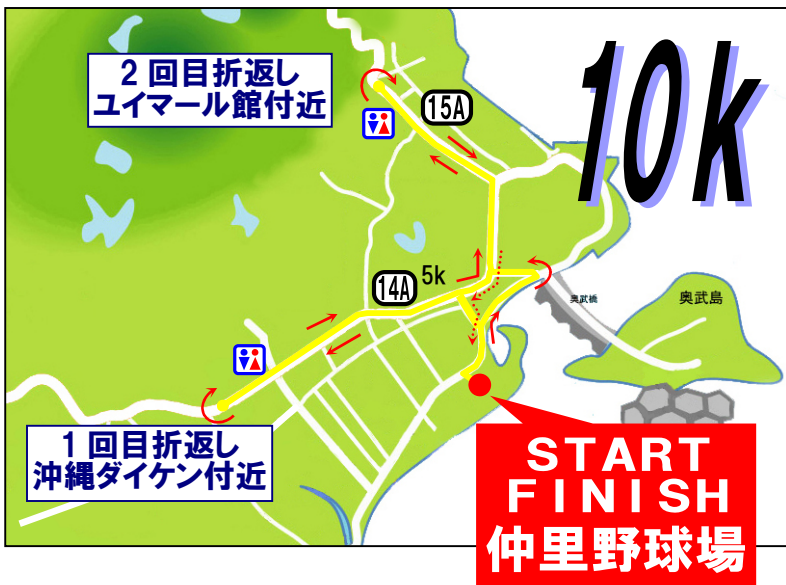 10k
2回目折返し
ユイマール館付近
15A
5k
14A
奥武橋
奥武島
1回目折返し
沖縄ダイケン付近
START
FINISH
仲里野球場